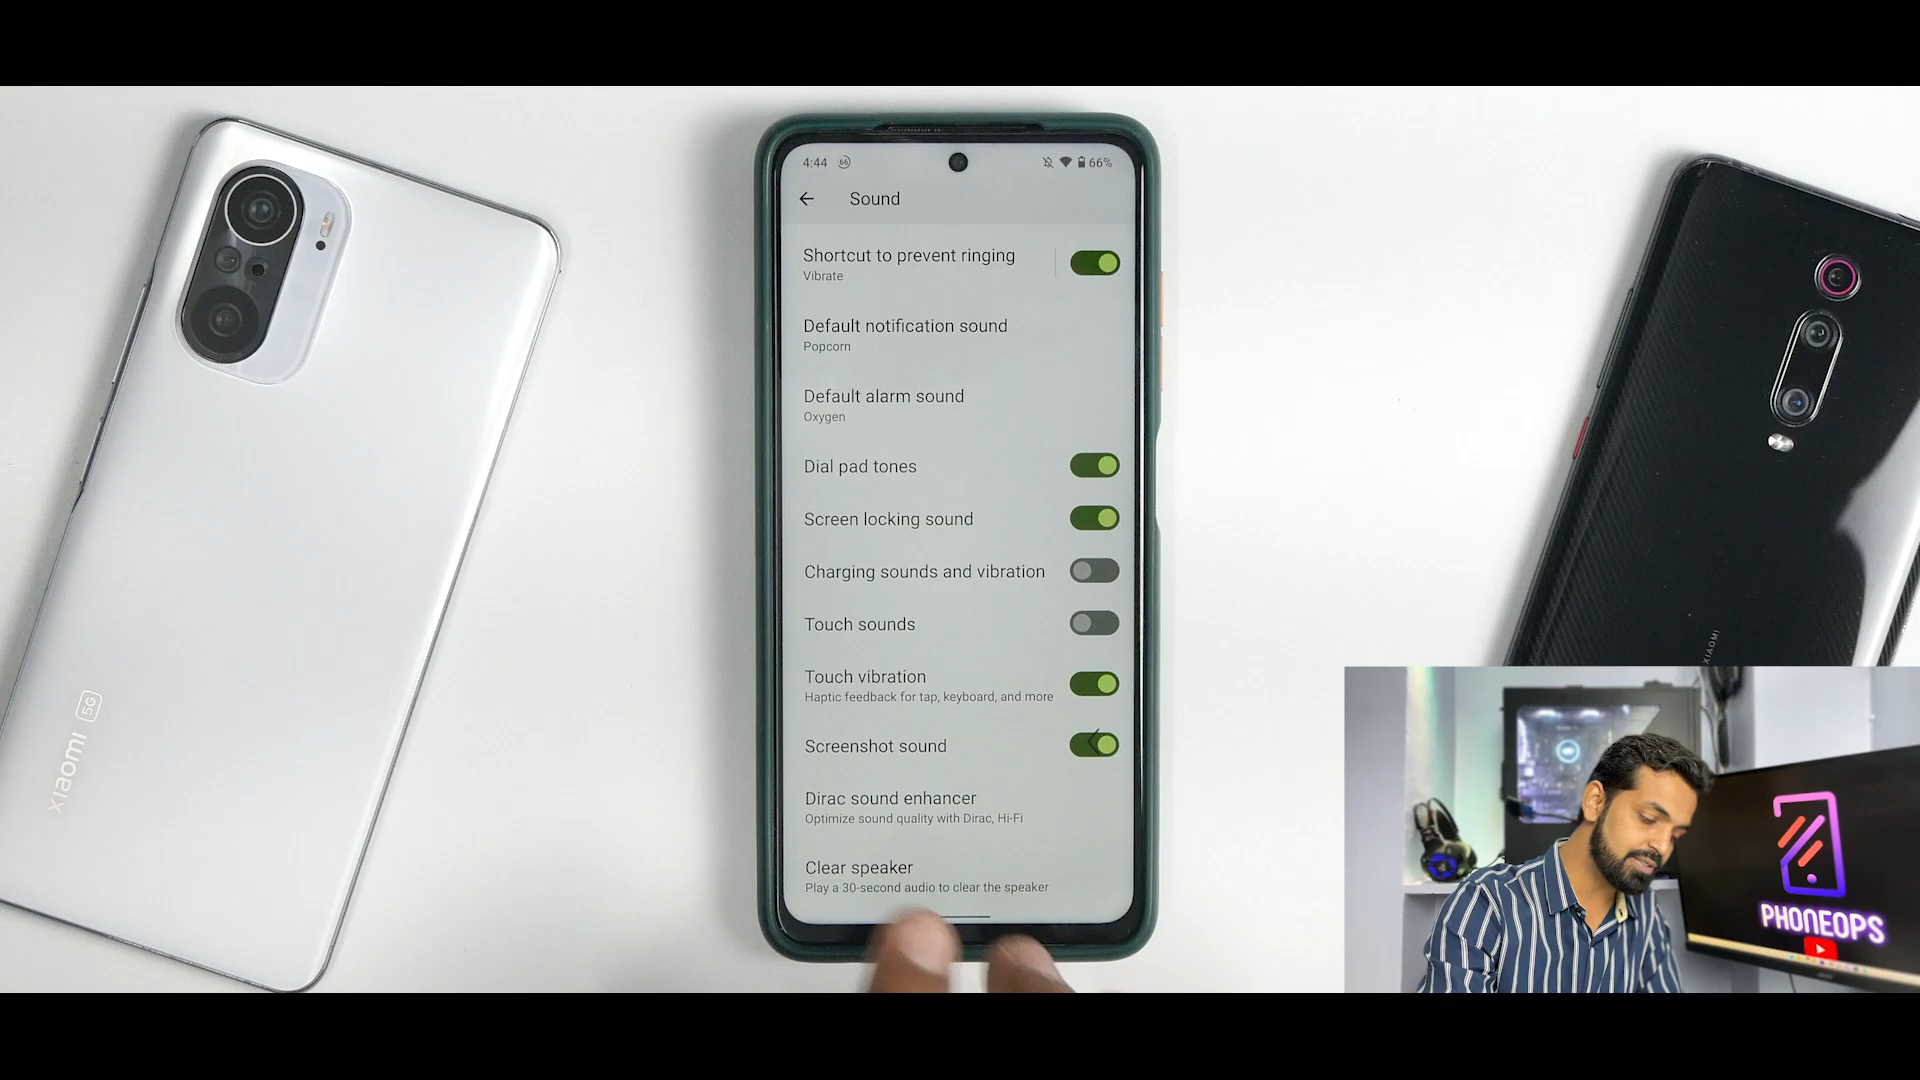 4:44
66
66%
Sound
Shortcut to prevent ringing
Vibrate
Default notification sound
Popcorn
Default alarm sound
Oxygen
Dial pad tones
Screen locking sound
Charging sounds and vibration
Touch sounds
Touch vibration
Haptic feedback for tap, keyboard, and more
Screenshot sound
Dirac sound enhancer
Optimize sound quality with Dirac, Hi-Fi
Clear speaker
Play a 30-second audio to clear the speaker
xiaomi 5G
XIAOMI
PHONEOPS